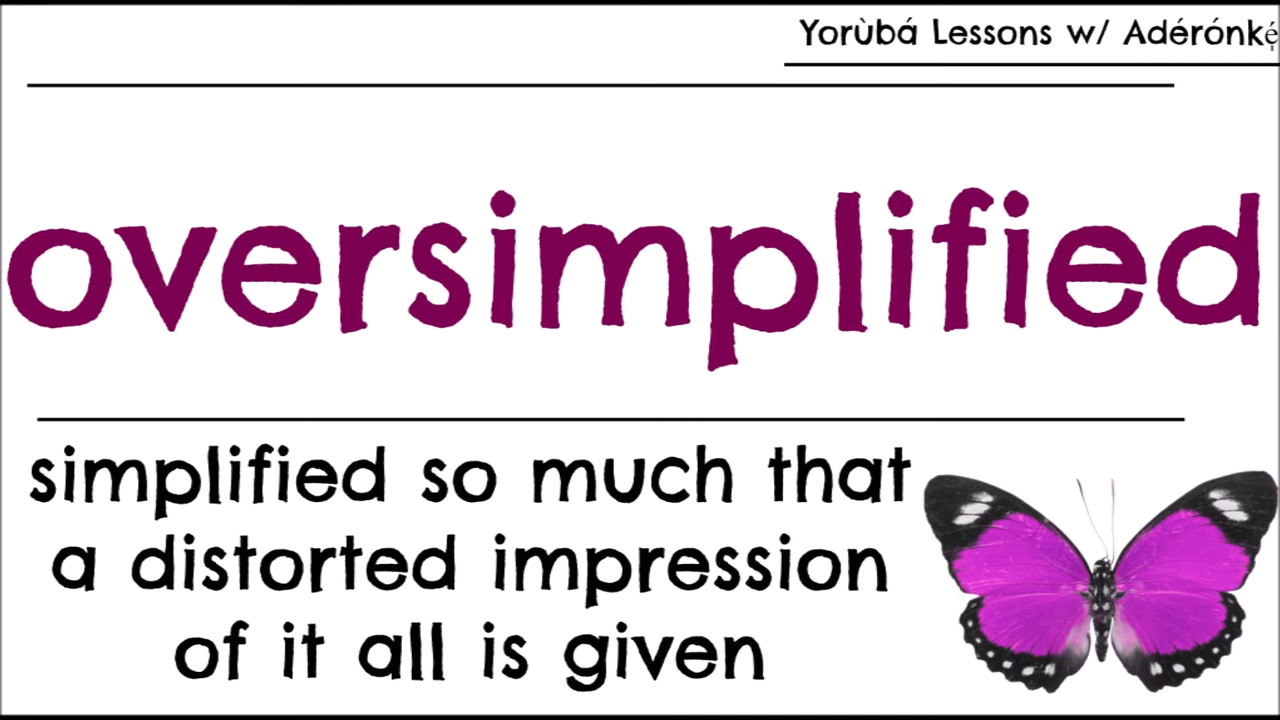 Yorùbá Lessons w/ Adérónkẹ́
oversimplified
simplified so much that
a distorted impression
of it all is given